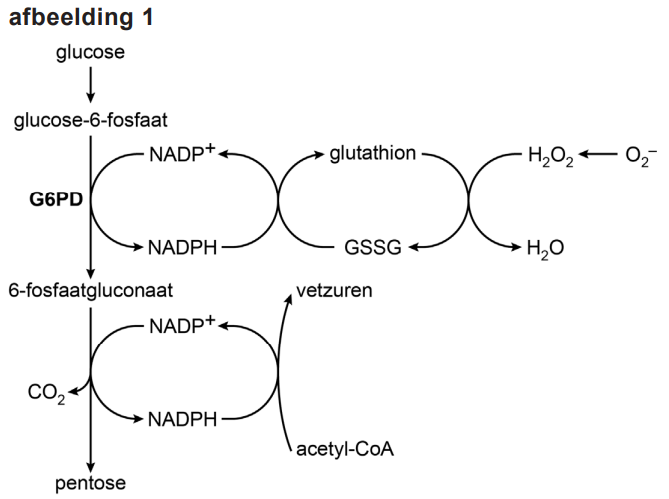 afbeelding 1
glucose
glucose-6-fosfaat
NADP⁺ glutathion H₂O₂ O₂⁻
G6PD
NADPH GSSG H₂O
6-fosfaatgluconaat vetzuren
NADP⁺
CO₂
NADPH
acetyl-CoA
pentose